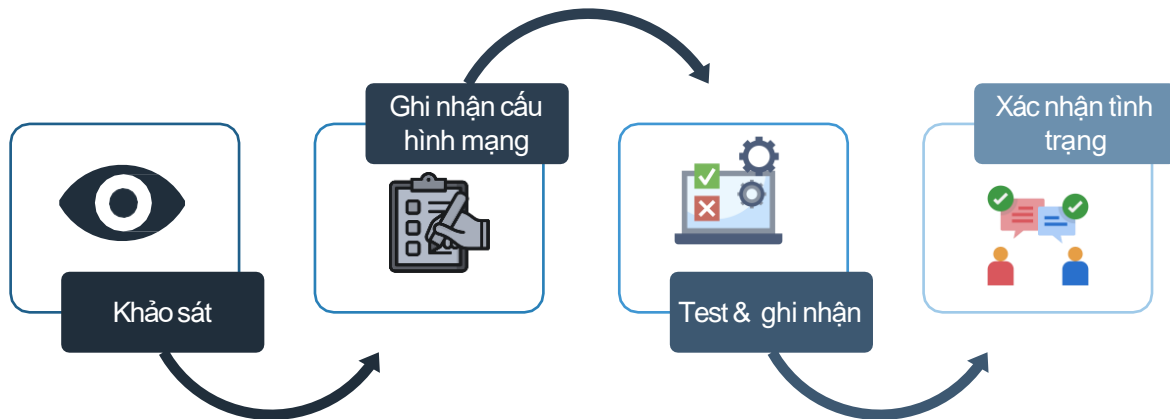 Khảo sát
Ghi nhận cấu
hình mạng
Test & ghi nhận
Xác nhận tình
trạng